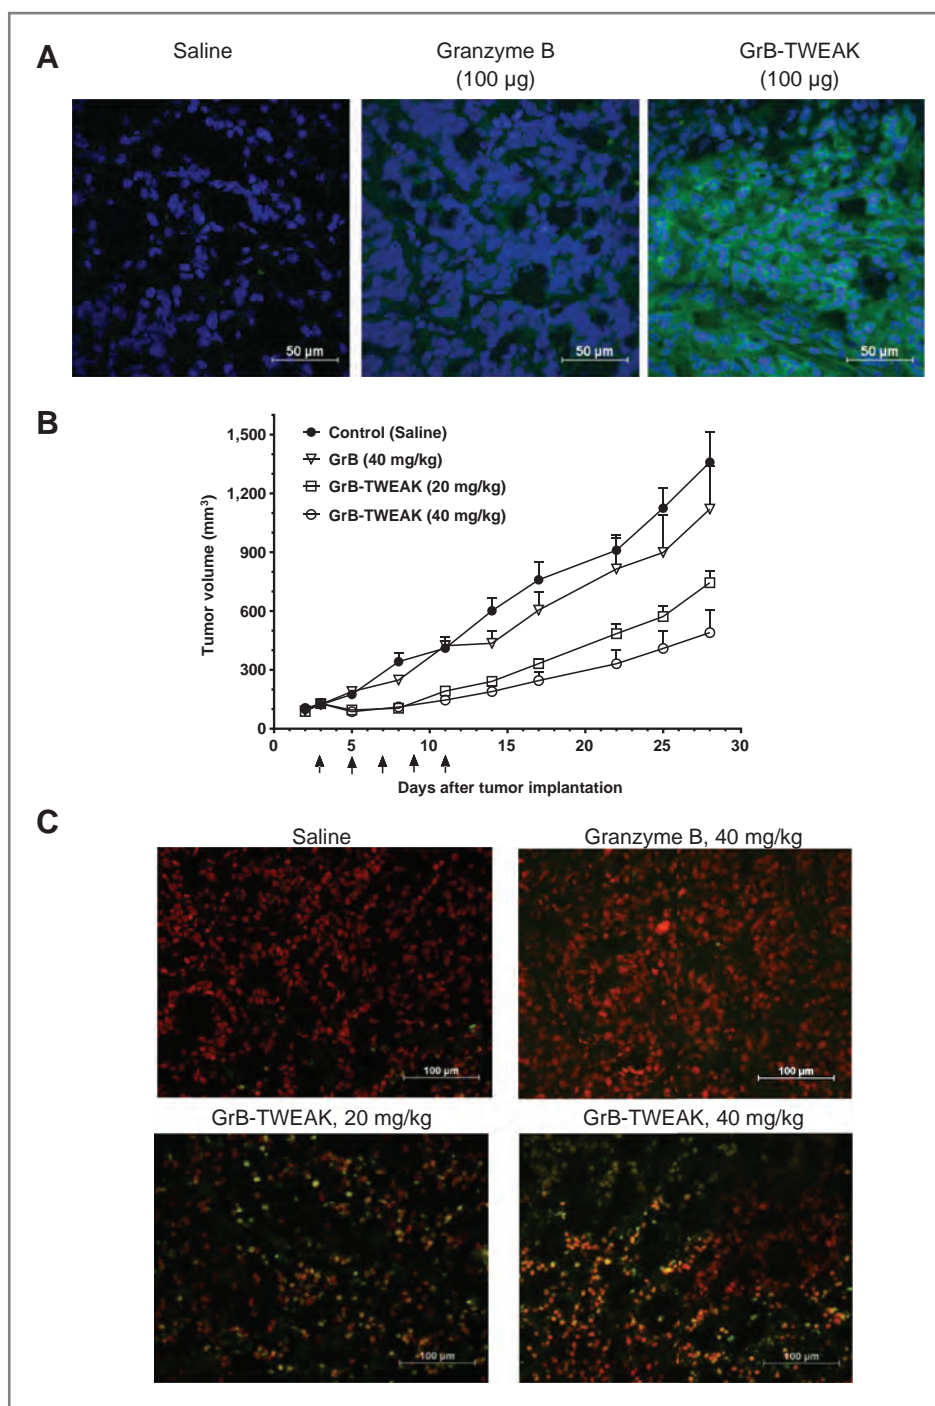 A
Saline
Granzyme B
(100 µg)
GrB-TWEAK
(100 µg)
50 µm
50 µm
50 µm
B
Control (Saline)
GrB (40 mg/kg)
GrB-TWEAK (20 mg/kg)
GrB-TWEAK (40 mg/kg)
Tumor volume (mm³)
1,500
1,200
900
600
300
0
0 5 10 15 20 25 30
Days after tumor implantation
C
Saline
Granzyme B, 40 mg/kg
100 µm
100 µm
GrB-TWEAK, 20 mg/kg
GrB-TWEAK, 40 mg/kg
100 µm
100 µm